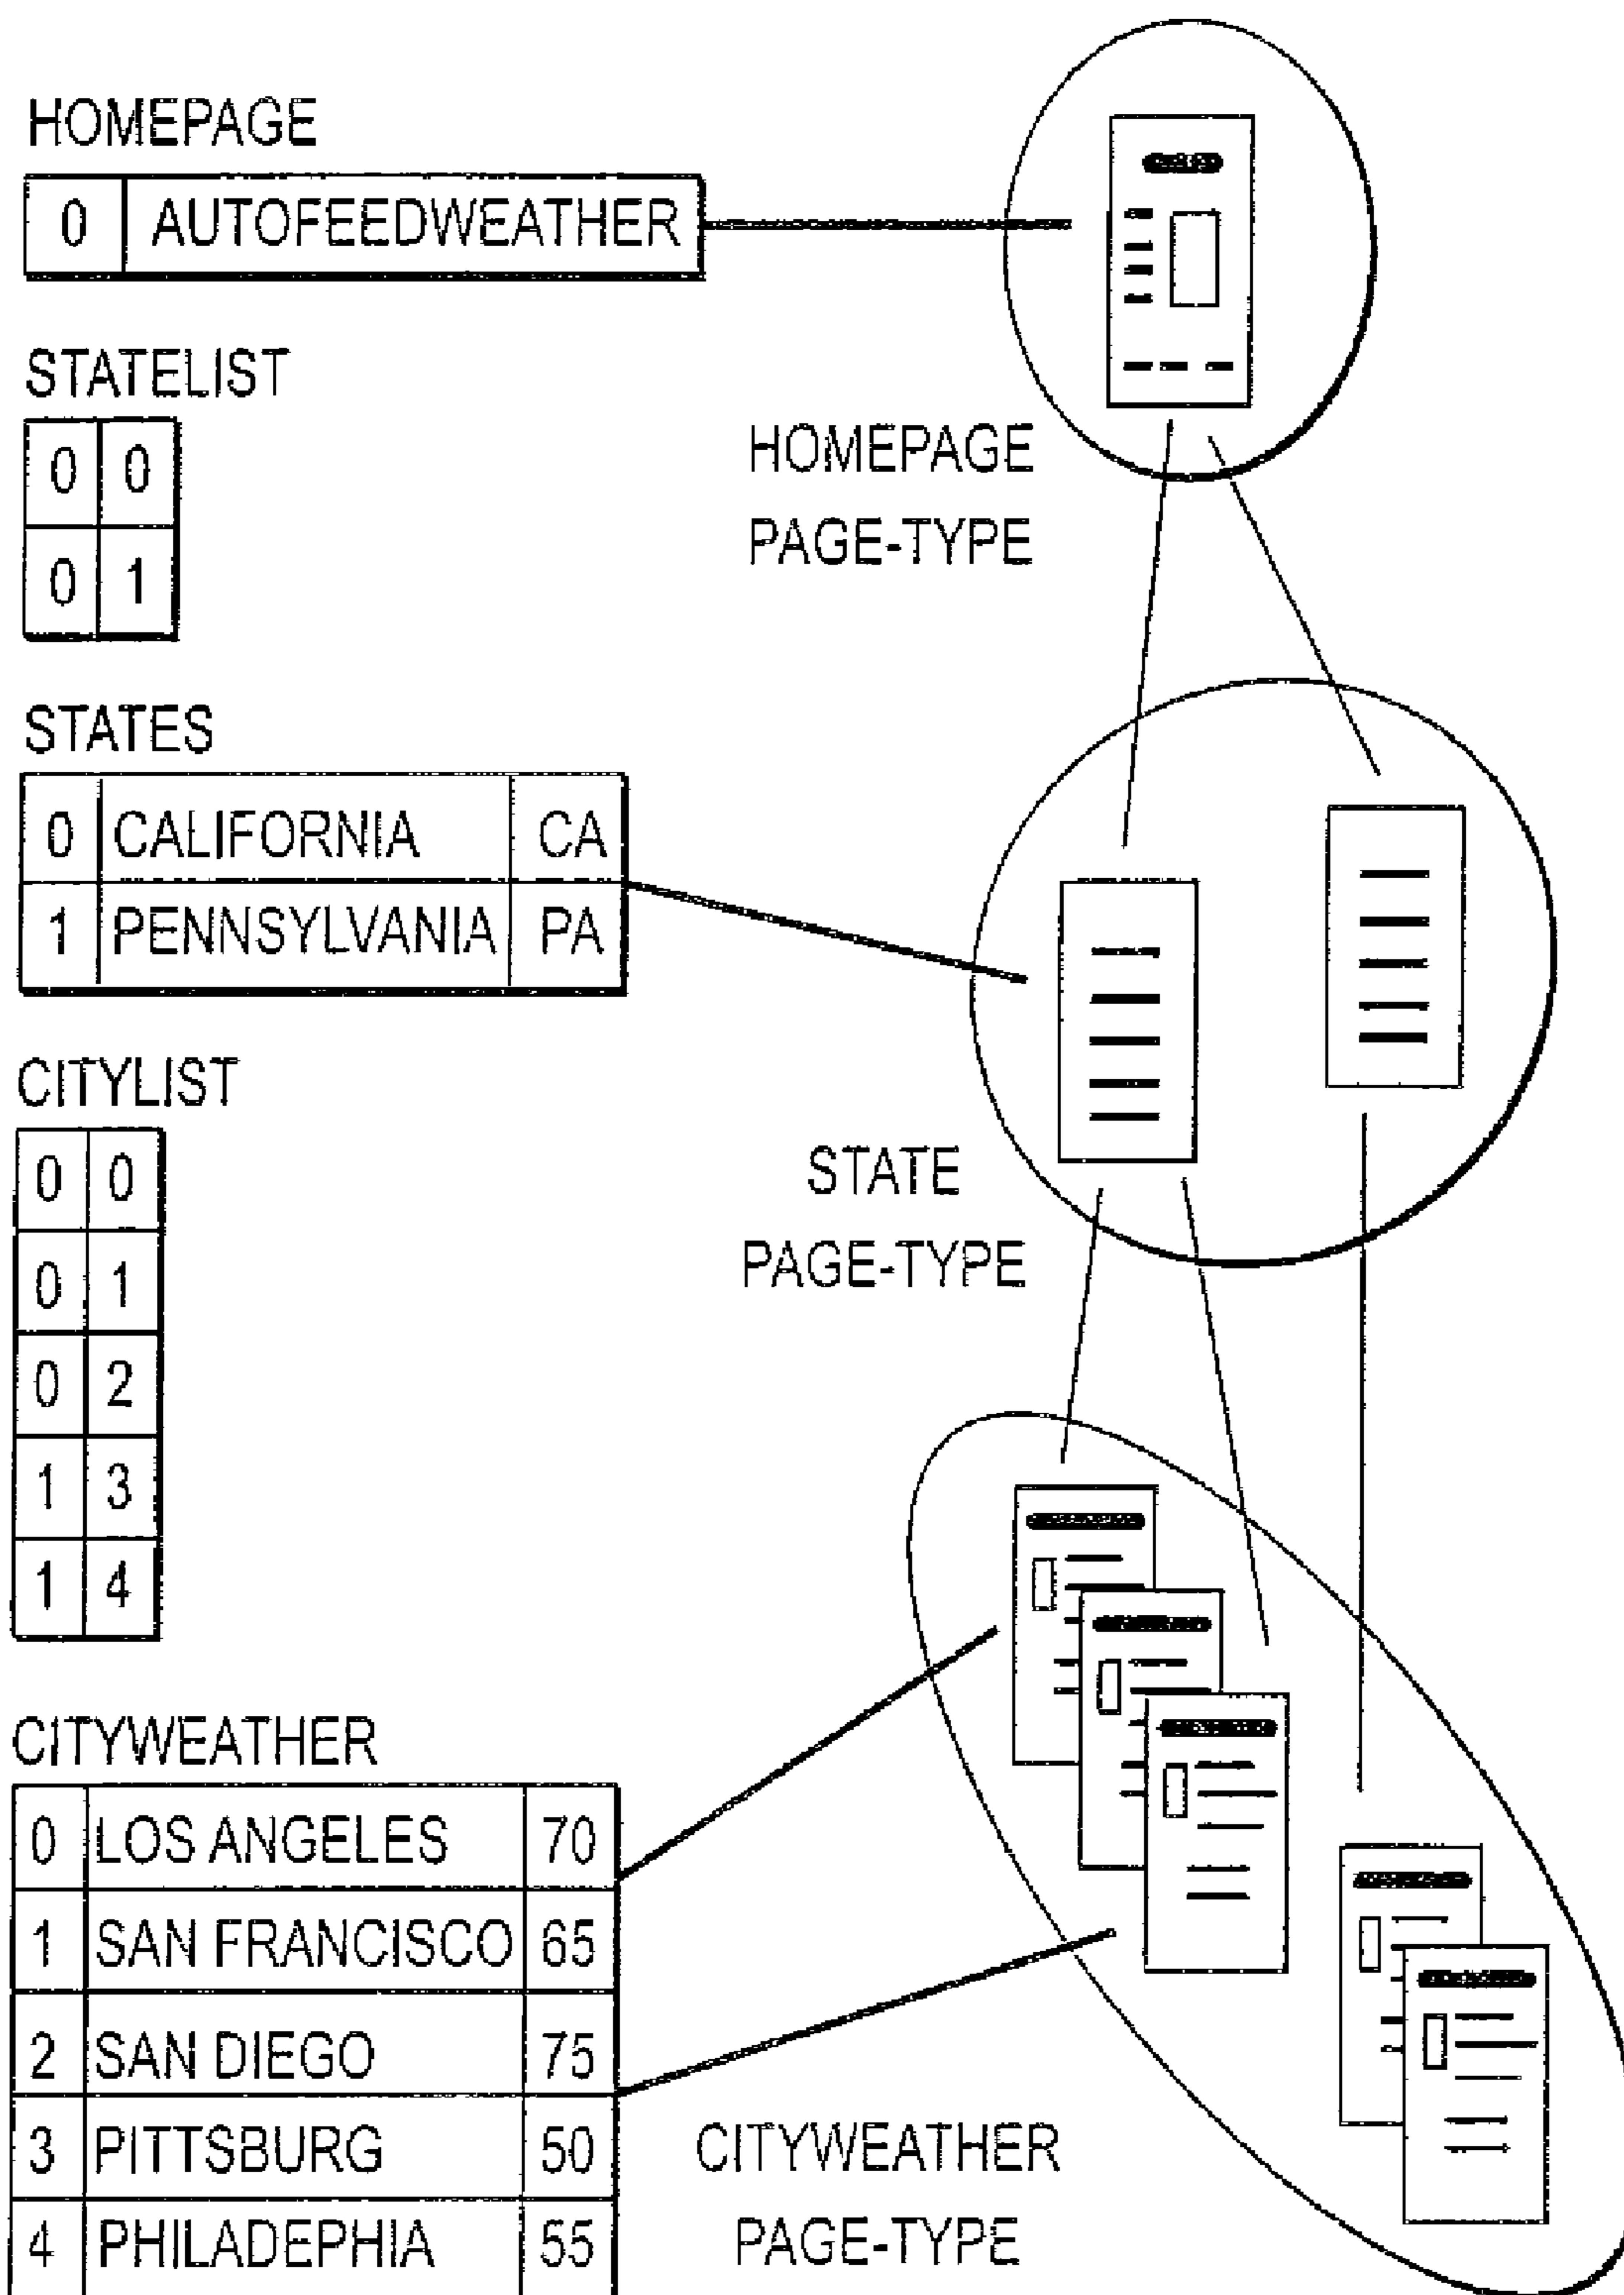 HOMEPAGE
0 AUTOFEEDWEATHER
STATELIST
0 0
0 1
HOMEPAGE
PAGE-TYPE
STATES
0 CALIFORNIA CA
1 PENNSYLVANIA PA
CITYLIST
0 0
0 1
0 2
1 3
1 4
STATE
PAGE-TYPE
CITYWEATHER
0 LOS ANGELES 70
1 SAN FRANCISCO 65
2 SAN DIEGO 75
3 PITTSBURG 50
4 PHILADEPHIA 55
CITYWEATHER
PAGE-TYPE